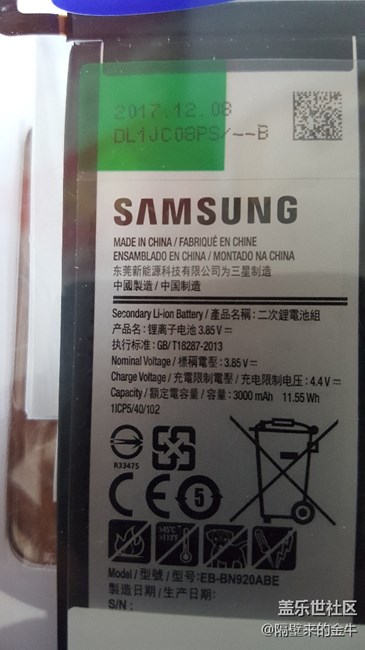 2017.12.08
DL1JC08PS/--B
SAMSUNG
MADE IN CHINA / FABRIQUÉ EN CHINE
ENSAMBLADO EN CHINA / MONTADO NA CHINA
东莞新能源科技有限公司为三星制造
中國製造 / 中国制造
Secondary Li-ion Battery / 產品名稱: 二次鋰電池組
产品名: 锂离子电池 3.85V⎓
执行标准: GB/T18287-2013
Nominal Voltage / 標稱電壓: 3.85V⎓
Charge Voltage / 充電限制電壓 / 充电限制电压: 4.4V⎓
Capacity / 額定電容量 / 容量: 3000 mAh 11.55 Wh
1ICP5/40/102
R33475
CE 5
+45°C
+113°F
Model / 型號 / 型号: EB-BN920ABE
製造日期 / 生产日期:
S/N:
盖乐世社区
@隔壁来的金牛